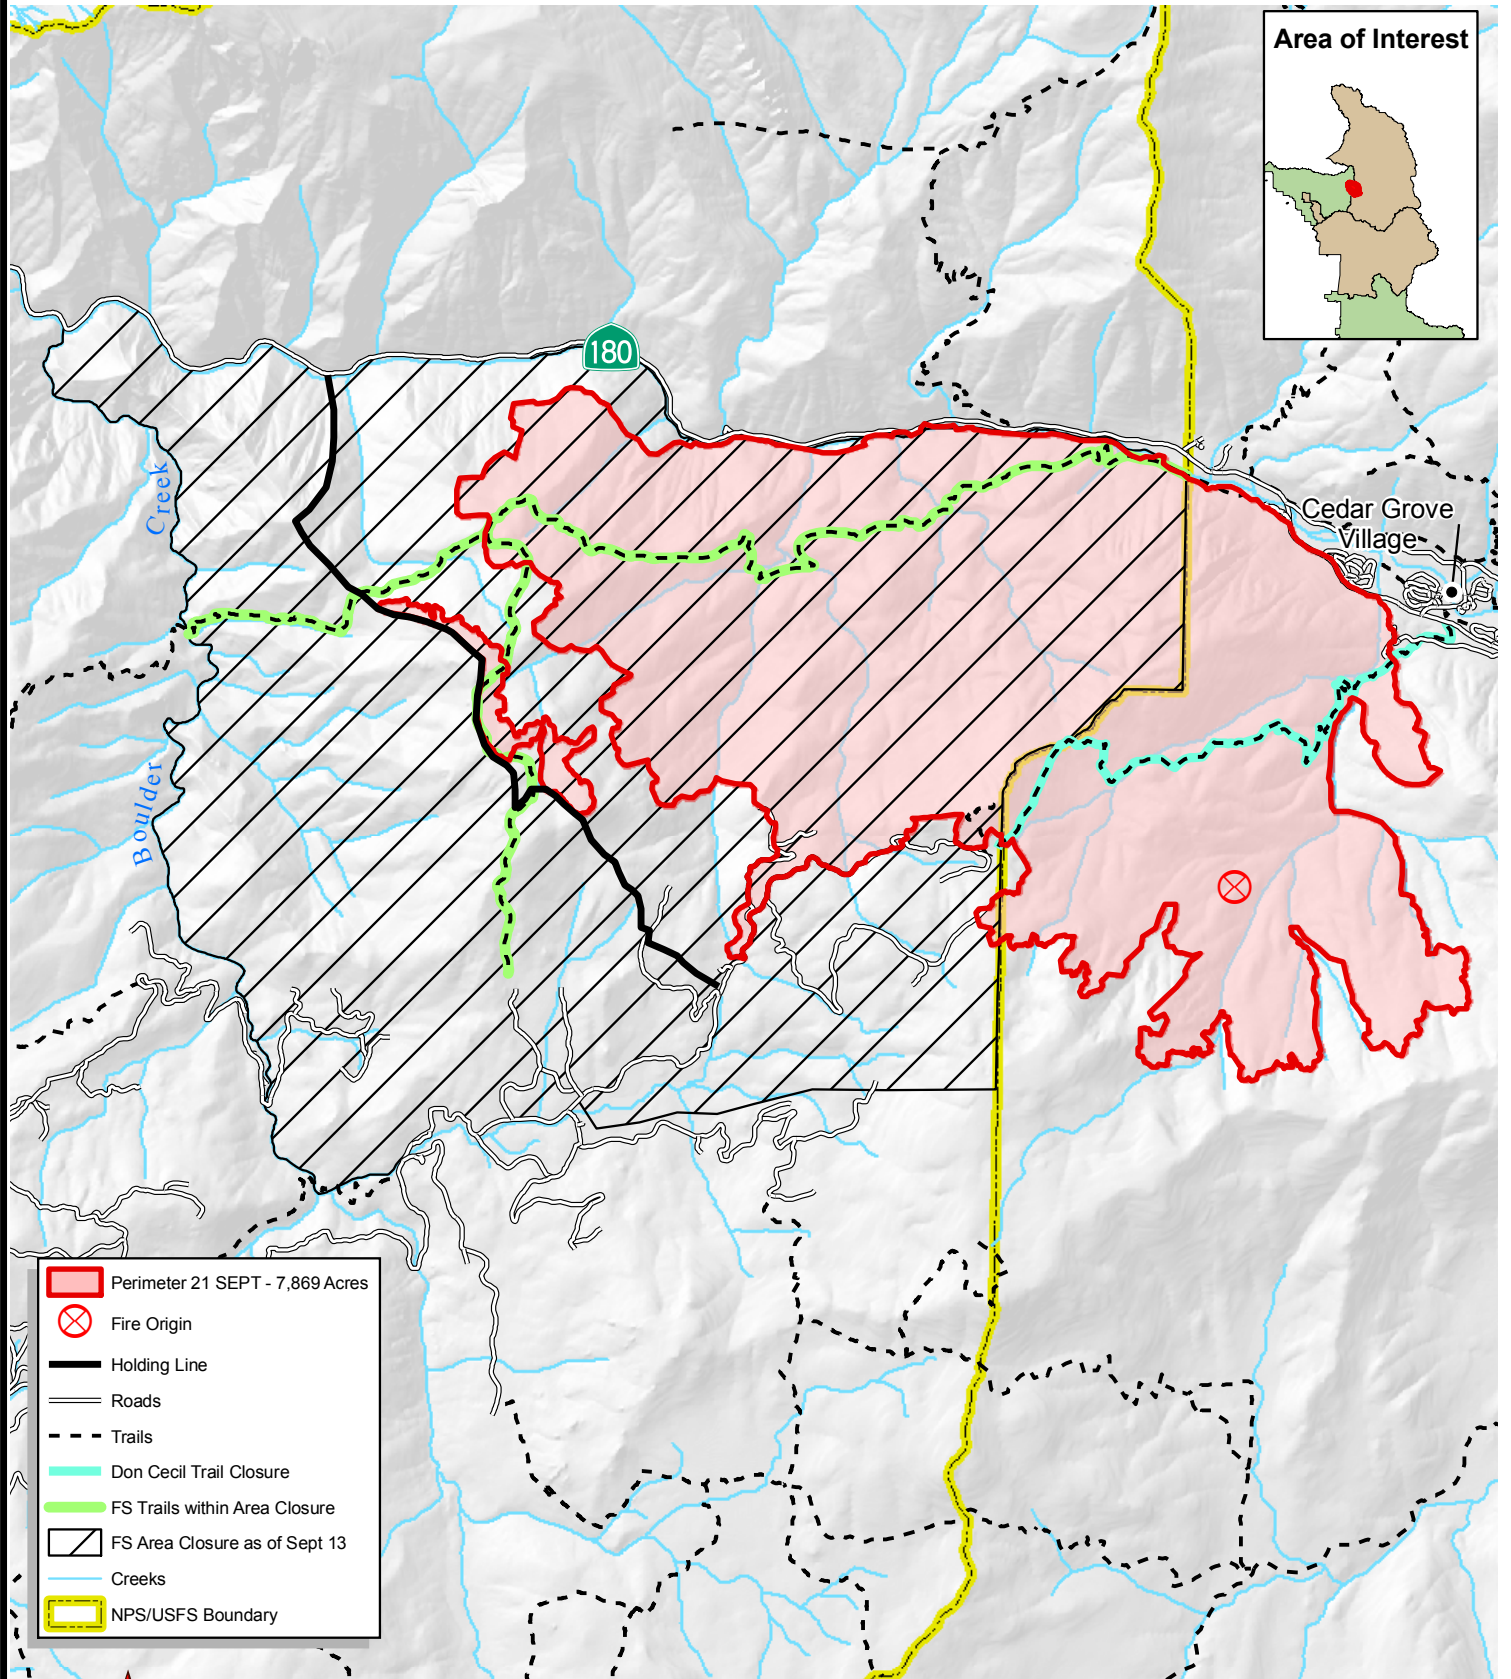 Area of Interest
180
Creek
Cedar Grove
Village
Boulder
Perimeter 21 SEPT - 7,869 Acres
Fire Origin
Holding Line
Roads
Trails
Don Cecil Trail Closure
FS Trails within Area Closure
FS Area Closure as of Sept 13
Creeks
NPS/USFS Boundary